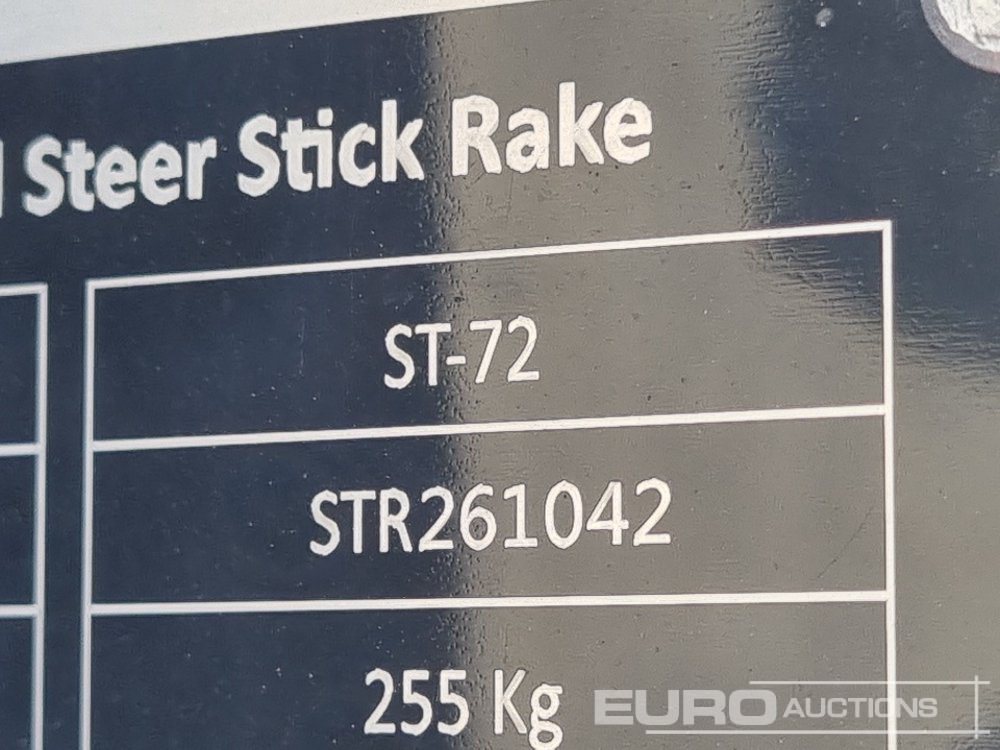 Steer Stick Rake
ST-72
STR261042
255 Kg
EURO AUCTIONS